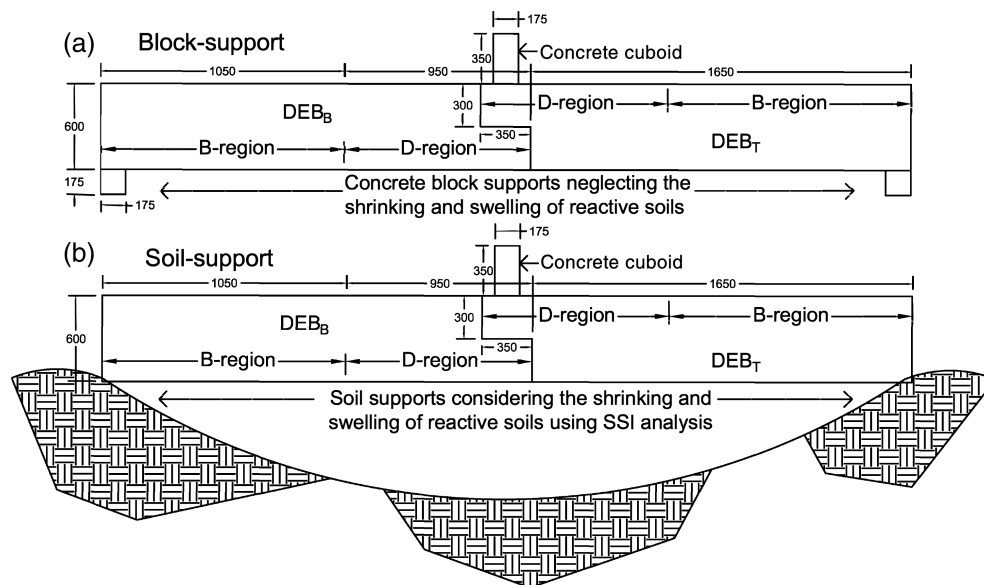 (a)
Block-support
175
350
Concrete cuboid
1050
950
1650
600
DEB_B
300
D-region
B-region
350
B-region
D-region
DEB_T
175
175
Concrete block supports neglecting the
shrinking and swelling of reactive soils
(b)
Soil-support
175
350
Concrete cuboid
1050
950
1650
600
DEB_B
300
D-region
B-region
350
B-region
D-region
DEB_T
Soil supports considering the shrinking and
swelling of reactive soils using SSI analysis